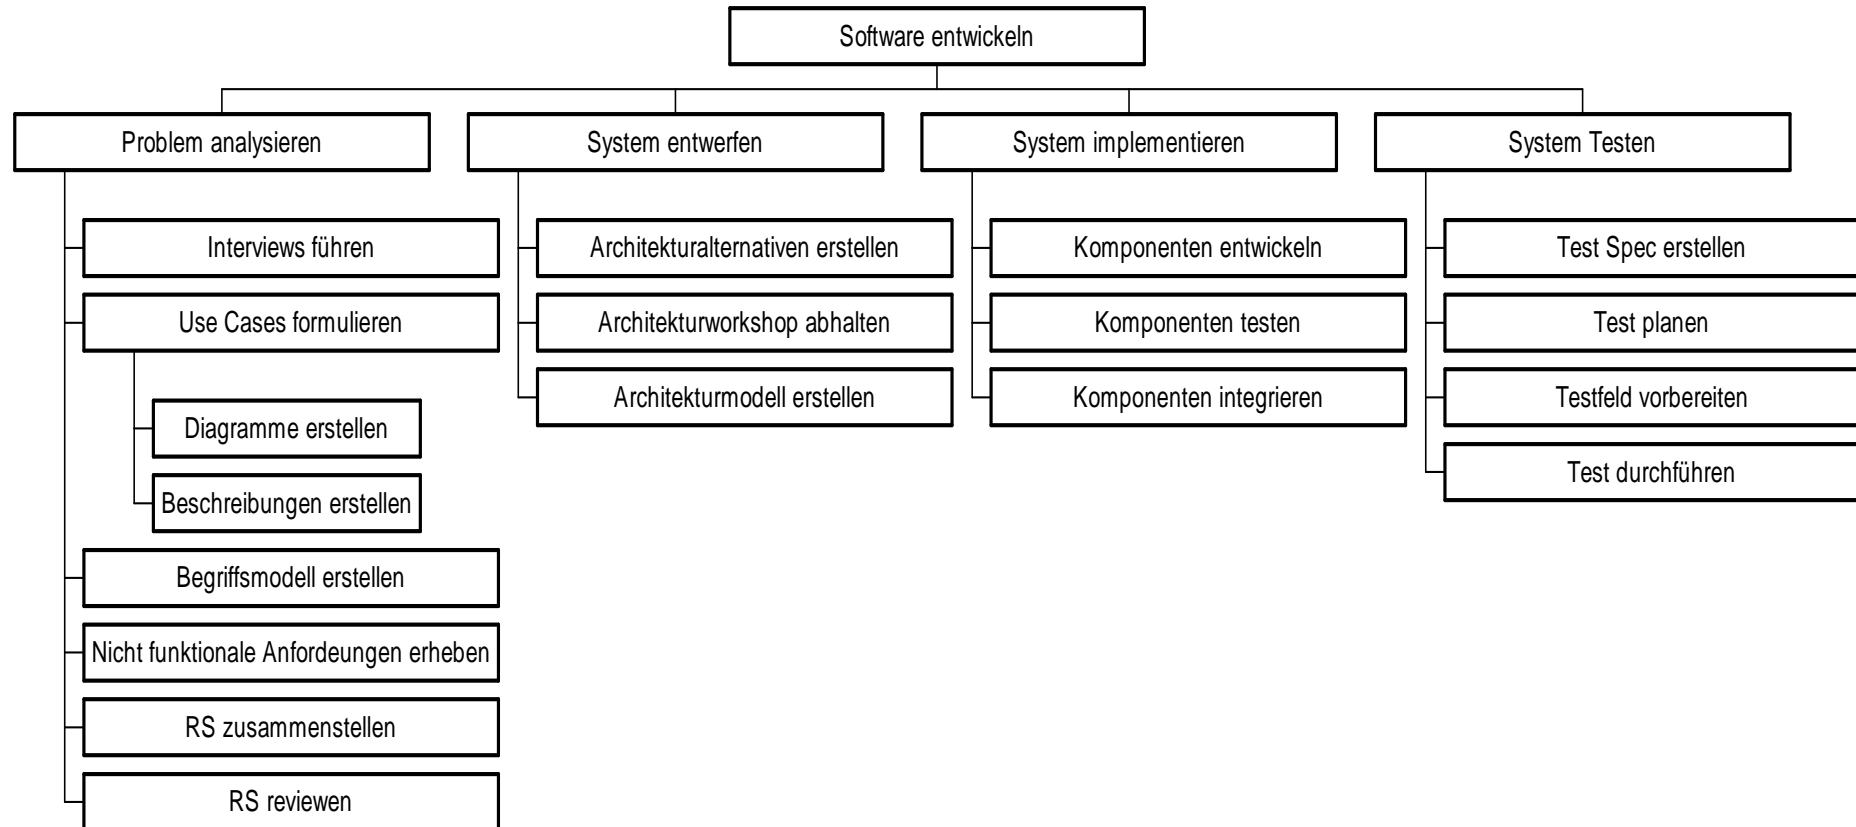 Software entwickeln
Problem analysieren
System entwerfen
System implementieren
System Testen
Interviews führen
Use Cases formulieren
Diagramme erstellen
Beschreibungen erstellen
Begriffsmodell erstellen
Nicht funktionale Anfordeungen erheben
RS zusammenstellen
RS reviewen
Architekturalternativen erstellen
Architekturworkshop abhalten
Architekturmodell erstellen
Komponenten entwickeln
Komponenten testen
Komponenten integrieren
Test Spec erstellen
Test planen
Testfeld vorbereiten
Test durchführen